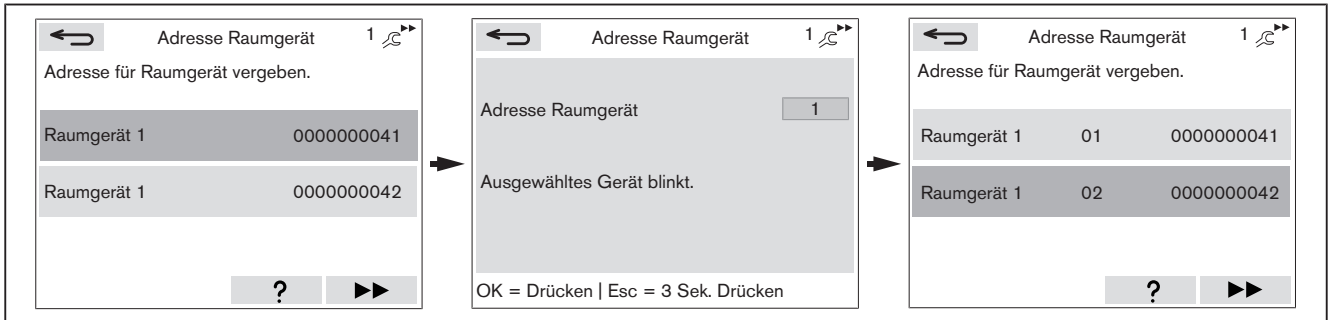 Adresse Raumgerät 1
Adresse für Raumgerät vergeben.
Raumgerät 1 0000000041
Raumgerät 1 0000000042
?
Adresse Raumgerät 1
Adresse Raumgerät 1
Ausgewähltes Gerät blinkt.
OK = Drücken | Esc = 3 Sek. Drücken
Adresse Raumgerät 1
Adresse für Raumgerät vergeben.
Raumgerät 1 01 0000000041
Raumgerät 1 02 0000000042
?